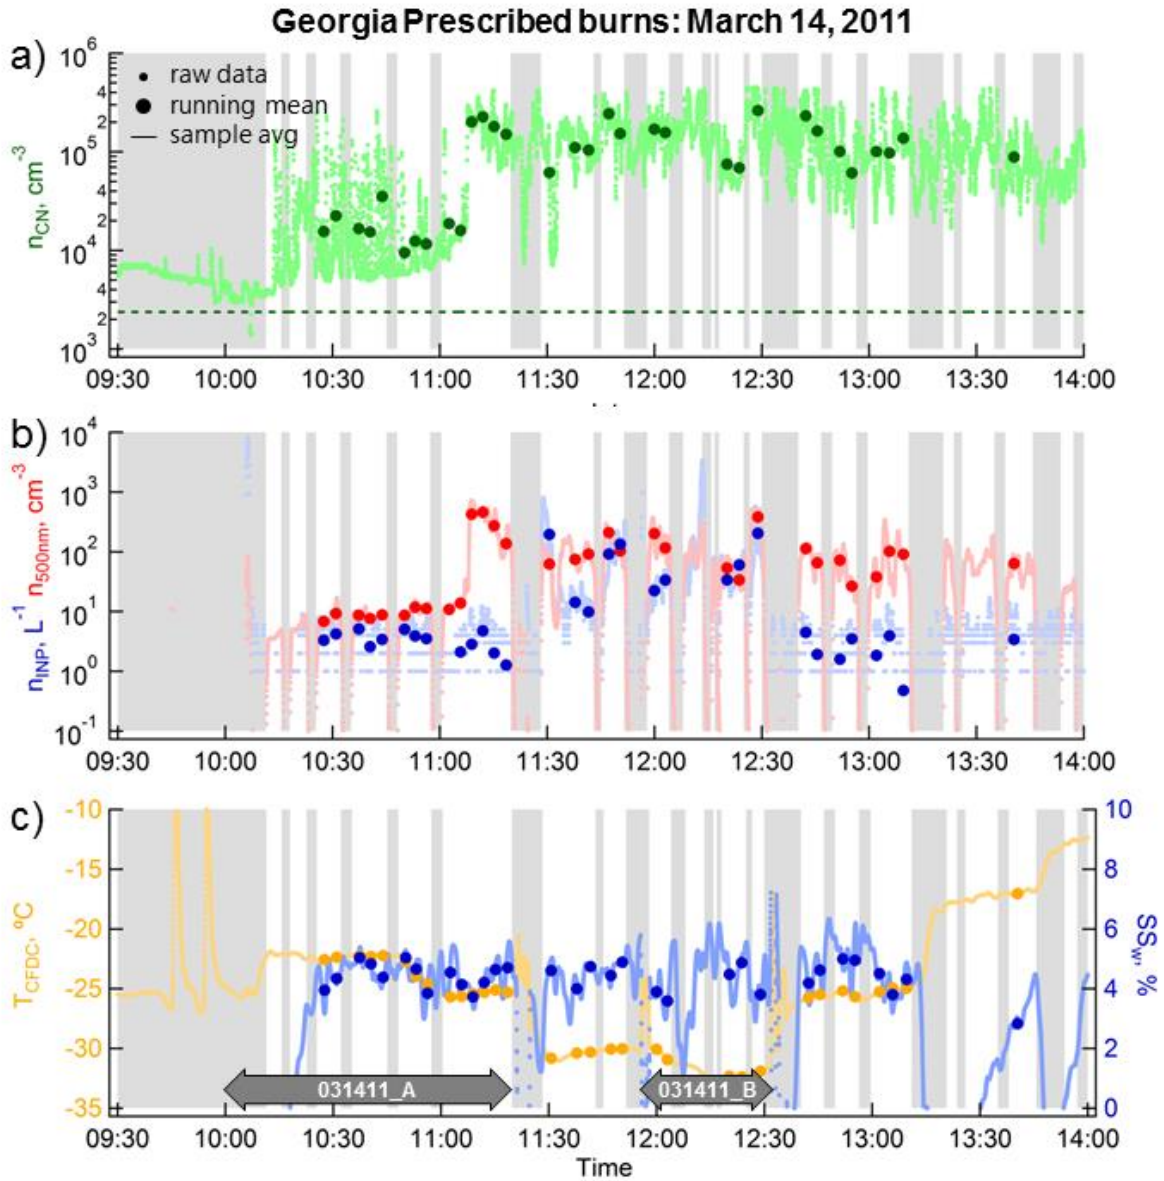 Georgia Prescribed burns: March 14, 2011
a)
raw data
running mean
sample avg
n_CN, cm^-3
10^6
4
2
10^5
4
2
10^4
4
2
10^3
09:30 10:00 10:30 11:00 11:30 12:00 12:30 13:00 13:30 14:00
b)
n_INP, L^-1 n_500nm, cm^-3
10^4
10^3
10^2
10^1
10^0
10^-1
09:30 10:00 10:30 11:00 11:30 12:00 12:30 13:00 13:30 14:00
c)
T_CFDC, ºC
-10
-15
-20
-25
-30
-35
10
8
6
4
2
0
SS_w, %
031411_A 031411_B
09:30 10:00 10:30 11:00 11:30 12:00 12:30 13:00 13:30 14:00
Time